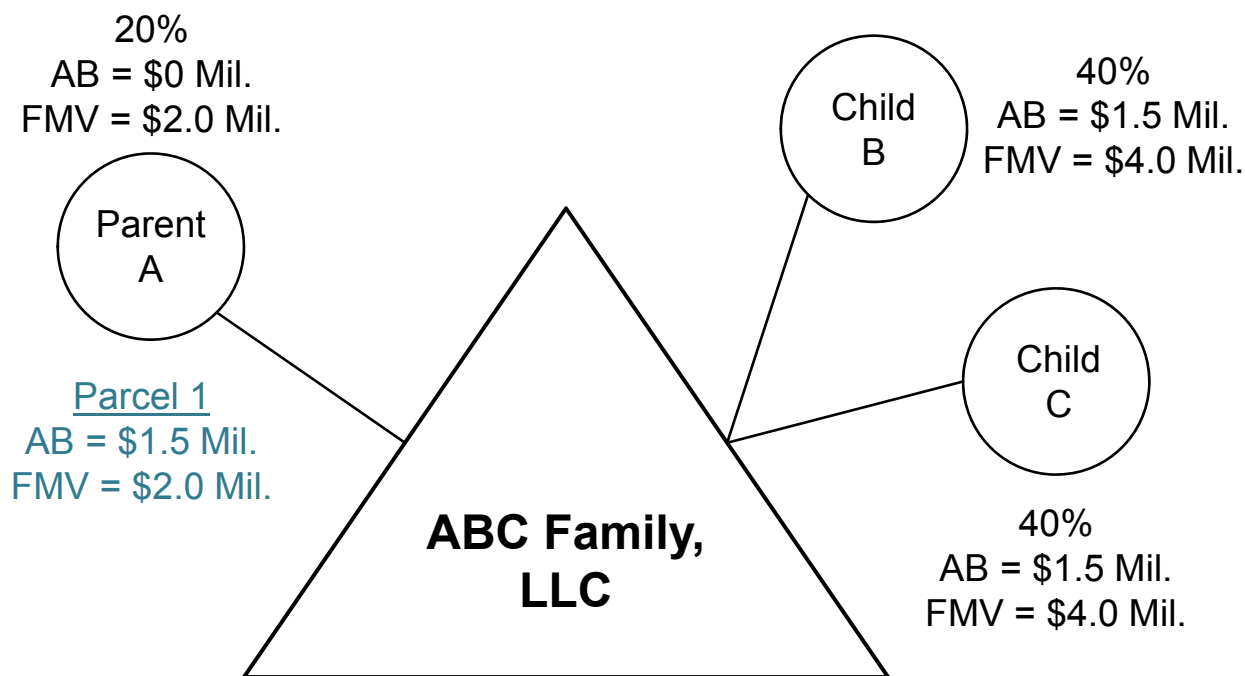 20%
AB = $0 Mil.
FMV = $2.0 Mil.
Parent
A
Parcel 1
AB = $1.5 Mil.
FMV = $2.0 Mil.
Child
B
40%
AB = $1.5 Mil.
FMV = $4.0 Mil.
Child
C
40%
AB = $1.5 Mil.
FMV = $4.0 Mil.
ABC Family,
LLC